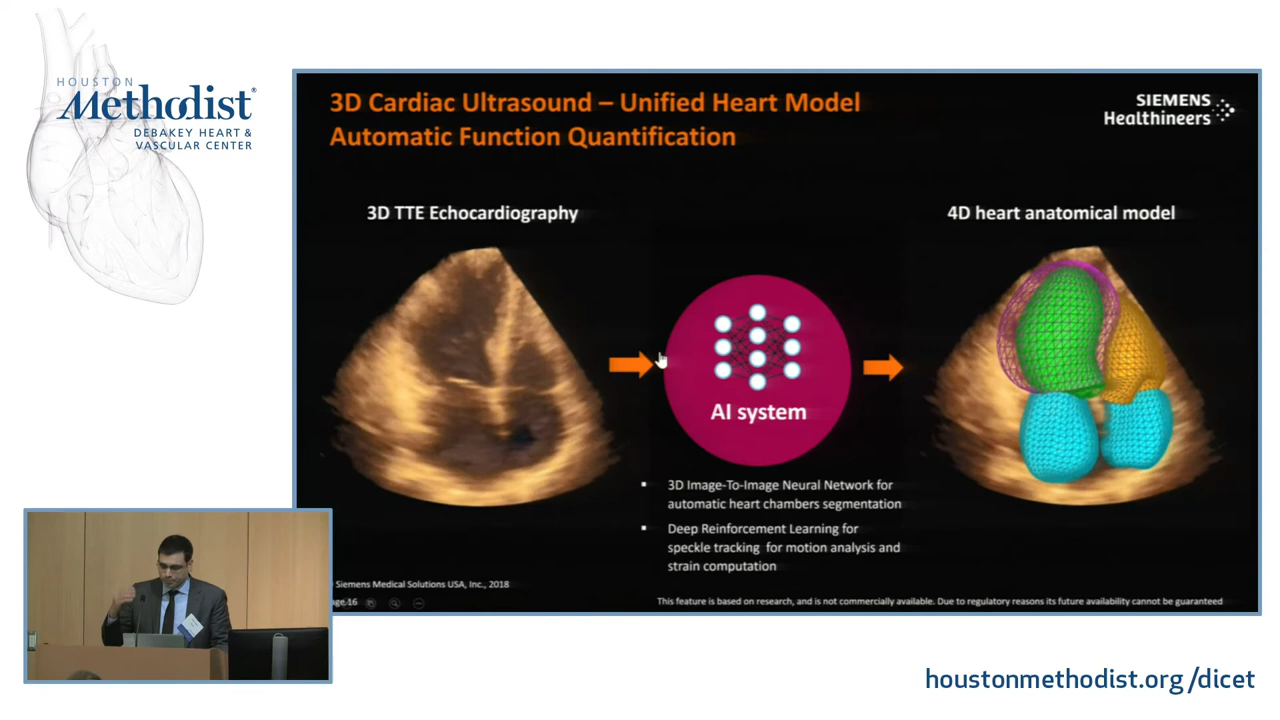 HOUSTON
Methodist®
DEBAKEY HEART &
VASCULAR CENTER
3D Cardiac Ultrasound – Unified Heart Model
Automatic Function Quantification
SIEMENS
Healthineers
3D TTE Echocardiography
4D heart anatomical model
AI system
▪ 3D Image-To-Image Neural Network for
automatic heart chambers segmentation
▪ Deep Reinforcement Learning for
speckle tracking for motion analysis and
strain computation
Siemens Medical Solutions USA, Inc., 2018
16
This feature is based on research, and is not commercially available. Due to regulatory reasons its future availability cannot be guaranteed
houstonmethodist.org/dicet